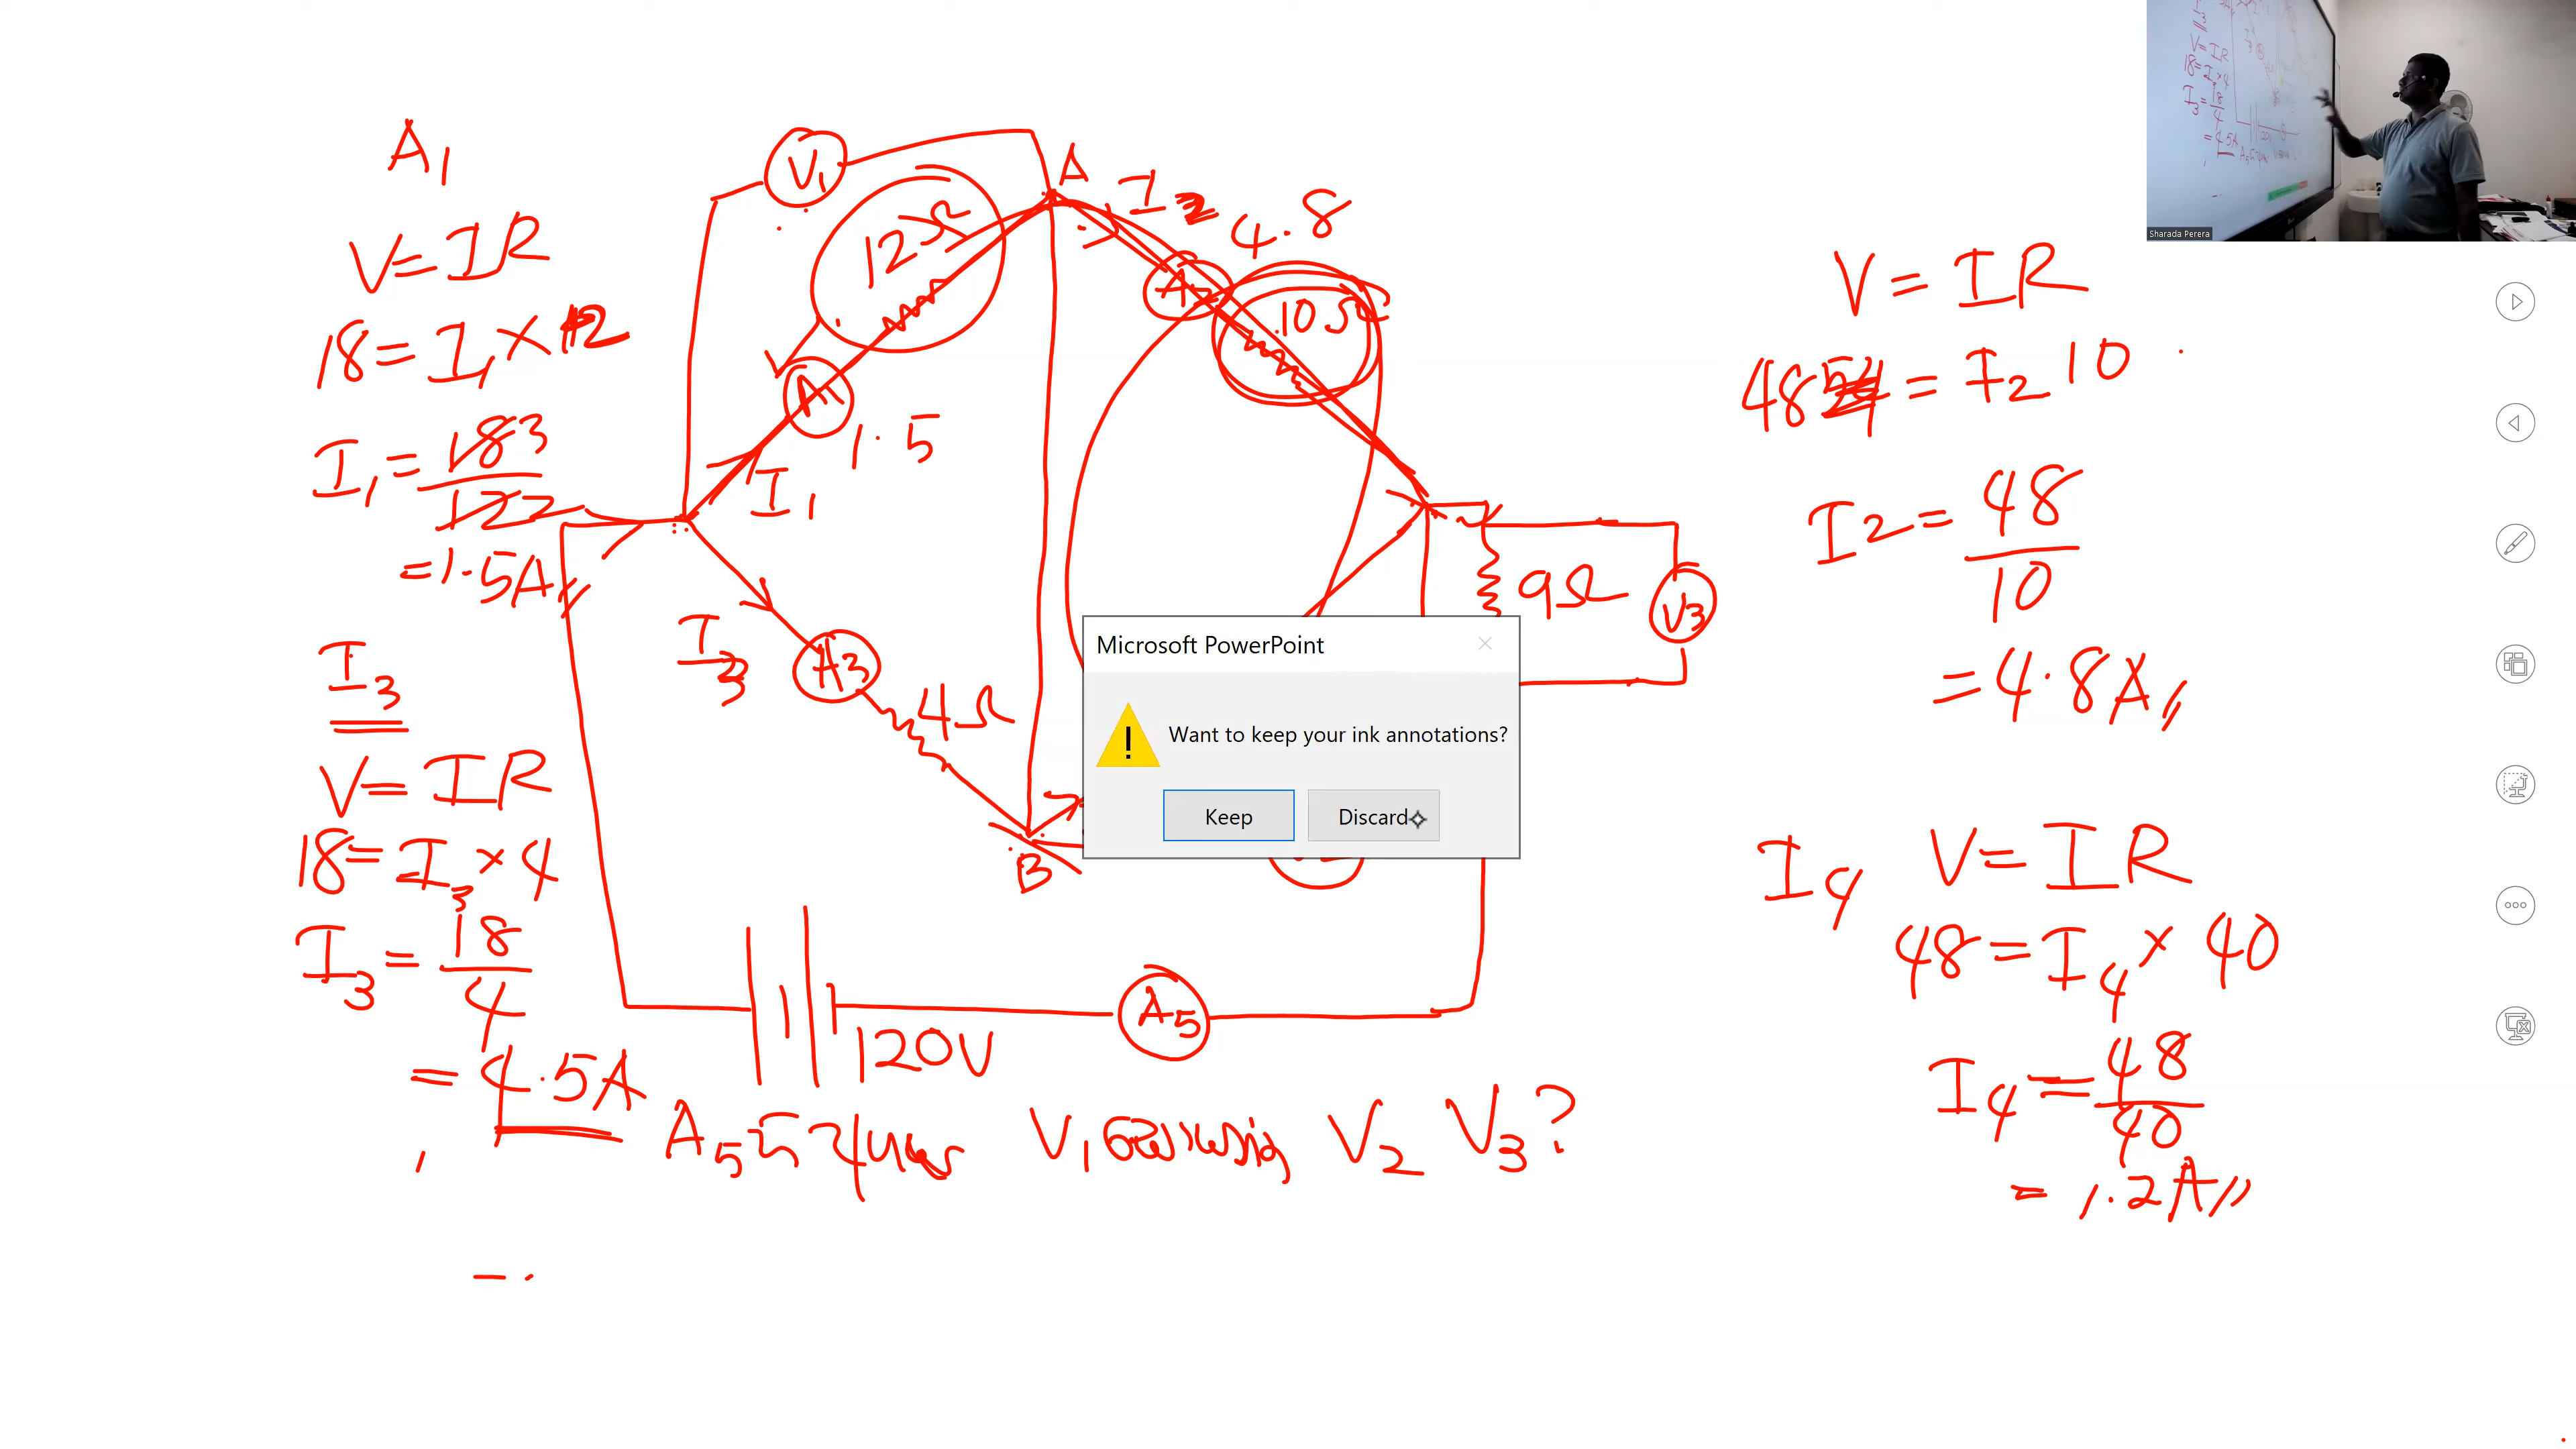 A1
V = IR
18 = I1 × 12
I1 = 18 3
12 2
= 1.5A
I3
V = IR
18 = I3 × 4
I3 = 18
4
= 4.5A
V1
A
12Ω
I2
4.8
A2
10Ω
A1
1.5
I1
I3
A3
4Ω
B
9Ω
V3
120V
A5
A5
V1
V2 V3?
Microsoft PowerPoint
Want to keep your ink annotations?
Keep
Discard
Sharada Perera
V = IR
48 54 = I2 10
I2 = 48
10
= 4.8A
I4 V = IR
48 = I4 × 40
I4 = 48
40
= 1.2A